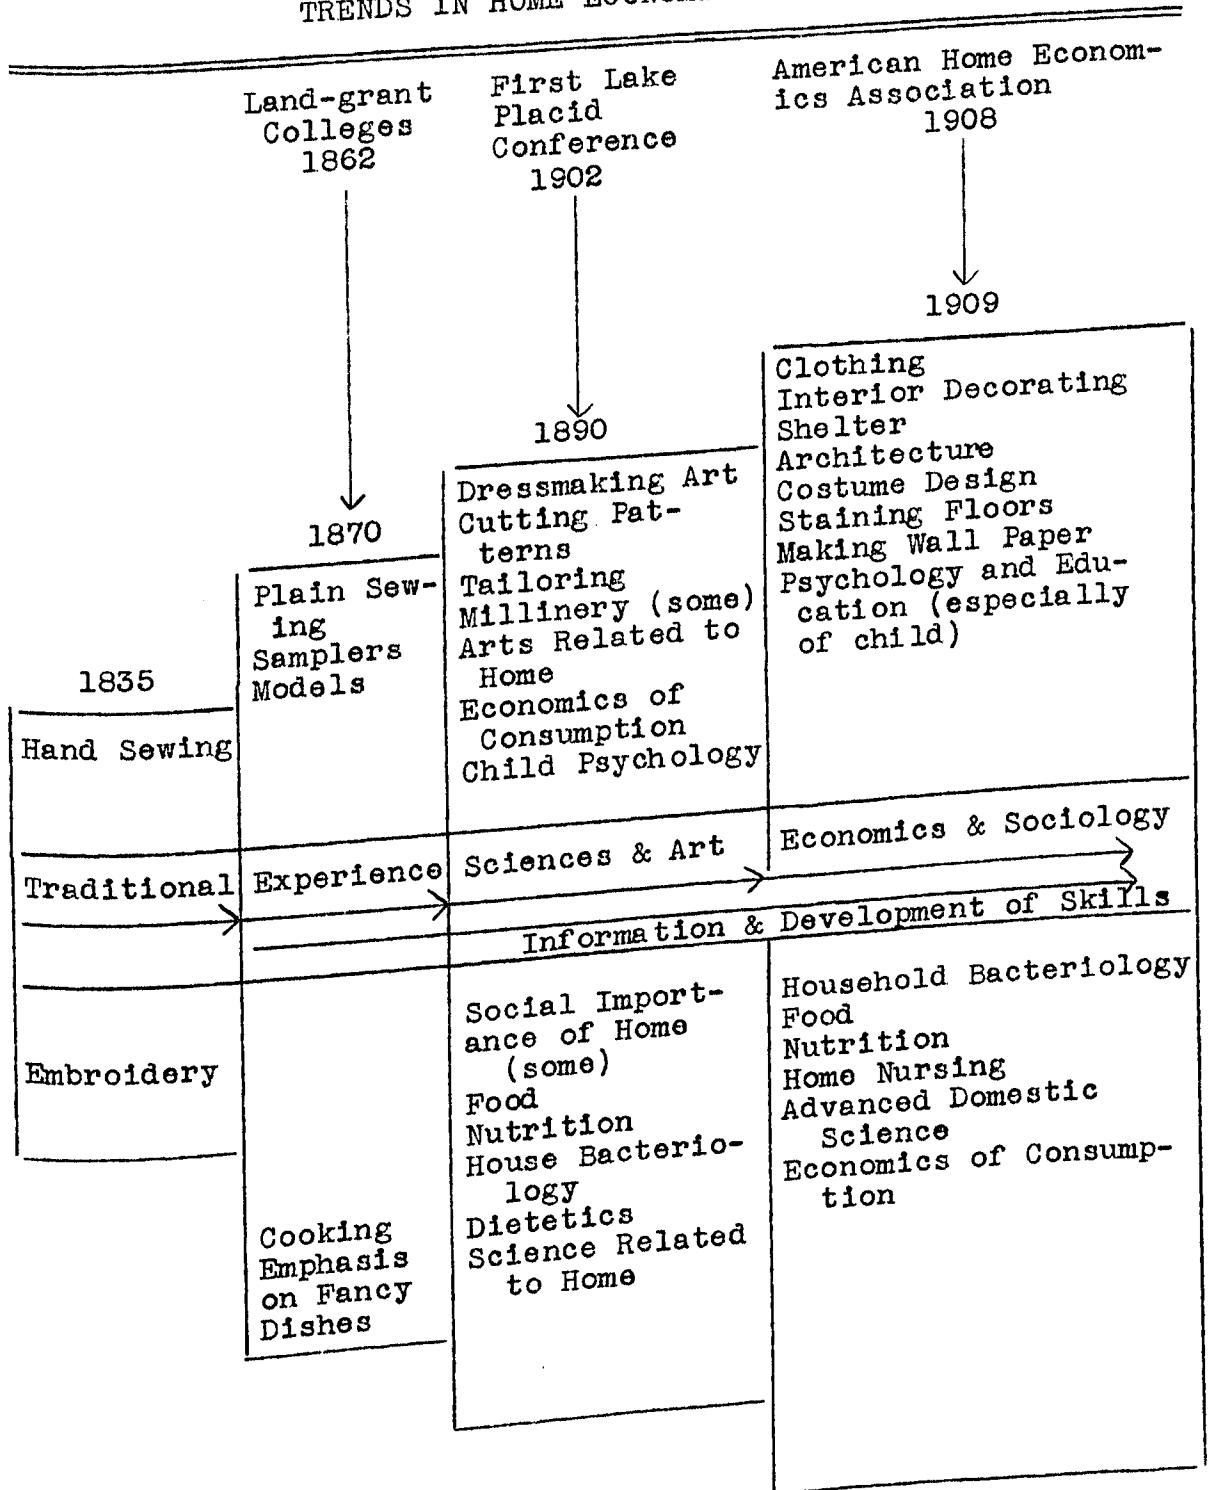 TRENDS IN HOME
Land-grant
Colleges
1862
First Lake
Placid
Conference
1902
American Home Econom-
ics Association
1908
1835
Hand Sewing
Traditional
Embroidery
1870
Plain Sew-
ing
Samplers
Models
Experience
Cooking
Emphasis
on Fancy
Dishes
1890
Dressmaking Art
Cutting Pat-
terns
Tailoring
Millinery (some)
Arts Related to
Home
Economics of
Consumption
Child Psychology
Sciences & Art
Information & Development of Skills
Social Import-
ance of Home
(some)
Food
Nutrition
House Bacterio-
logy
Dietetics
Science Related
to Home
1909
Clothing
Interior Decorating
Shelter
Architecture
Costume Design
Staining Floors
Making Wall Paper
Psychology and Edu-
cation (especially
of child)
Economics & Sociology
Household Bacteriology
Food
Nutrition
Home Nursing
Advanced Domestic
Science
Economics of Consump-
tion